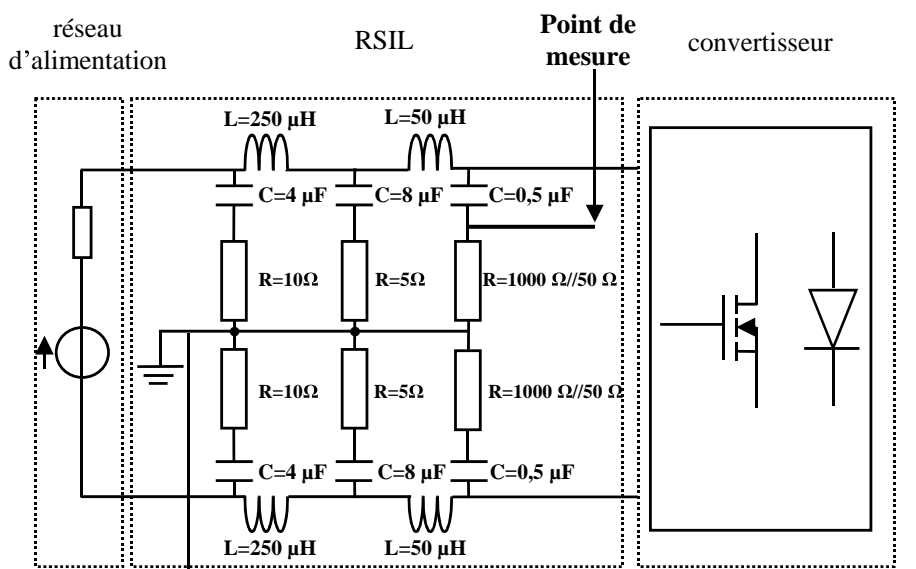 réseau
d'alimentation
RSIL
Point de
mesure
convertisseur
L=250 µH
L=50 µH
C=4 µF
C=8 µF
C=0,5 µF
R=10Ω
R=5Ω
R=1000 Ω//50 Ω
R=10Ω
R=5Ω
R=1000 Ω//50 Ω
C=4 µF
C=8 µF
C=0,5 µF
L=250 µH
L=50 µH